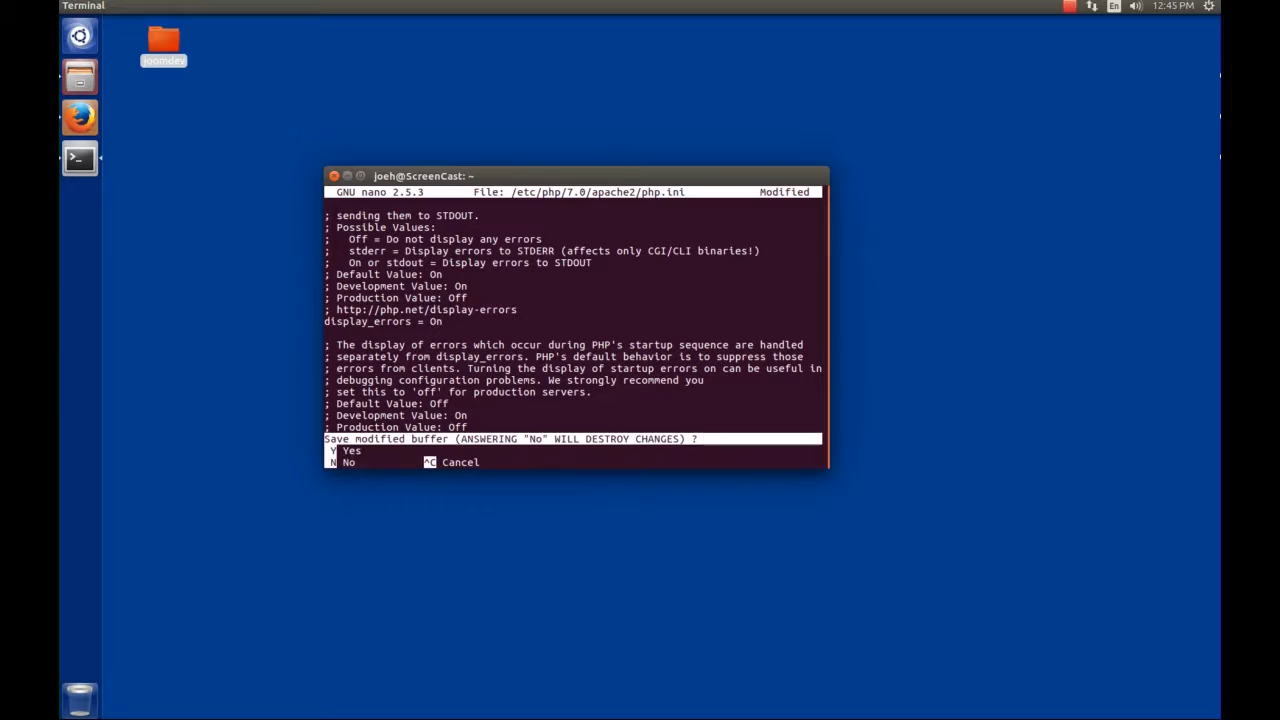 Terminal
En
12:45 PM
joomdev
joeh@ScreenCast: ~
GNU nano 2.5.3 File: /etc/php/7.0/apache2/php.ini Modified
; sending them to STDOUT.
; Possible Values:
; Off = Do not display any errors
; stderr = Display errors to STDERR (affects only CGI/CLI binaries!)
; On or stdout = Display errors to STDOUT
; Default Value: On
; Development Value: On
; Production Value: Off
; http://php.net/display-errors
display_errors = On
; The display of errors which occur during PHP's startup sequence are handled
; separately from display_errors. PHP's default behavior is to suppress those
; errors from clients. Turning the display of startup errors on can be useful in
; debugging configuration problems. We strongly recommend you
; set this to 'off' for production servers.
; Default Value: Off
; Development Value: On
; Production Value: Off
Save modified buffer (ANSWERING "No" WILL DESTROY CHANGES) ?
Y Yes
N No ^C Cancel